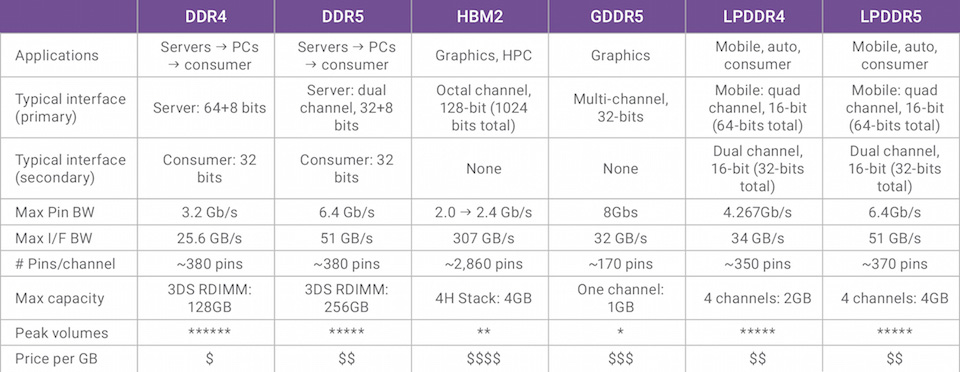 DDR4 DDR5 HBM2 GDDR5 LPDDR4 LPDDR5
Applications
Servers → PCs
→ consumer
Servers → PCs
→ consumer
Graphics, HPC
Graphics
Mobile, auto,
consumer
Mobile, auto,
consumer
Typical interface
(primary)
Server: 64+8 bits
Server: dual
channel, 32+8
bits
Octal channel,
128-bit (1024
bits total)
Multi-channel,
32-bits
Mobile: quad
channel, 16-bit
(64-bits total)
Mobile: quad
channel, 16-bit
(64-bits total)
Typical interface
(secondary)
Consumer: 32
bits
Consumer: 32
bits
None
None
Dual channel,
16-bit (32-bits
total)
Dual channel,
16-bit (32-bits
total)
Max Pin BW 3.2 Gb/s 6.4 Gb/s 2.0 → 2.4 Gb/s 8Gbs 4.267Gb/s 6.4Gb/s
Max I/F BW 25.6 GB/s 51 GB/s 307 GB/s 32 GB/s 34 GB/s 51 GB/s
# Pins/channel ~380 pins ~380 pins ~2,860 pins ~170 pins ~350 pins ~370 pins
Max capacity
3DS RDIMM:
128GB
3DS RDIMM:
256GB
4H Stack: 4GB
One channel:
1GB
4 channels: 2GB
4 channels: 4GB
Peak volumes ****** ***** ** * ***** *****
Price per GB $ $$ $$$$ $$$ $$ $$